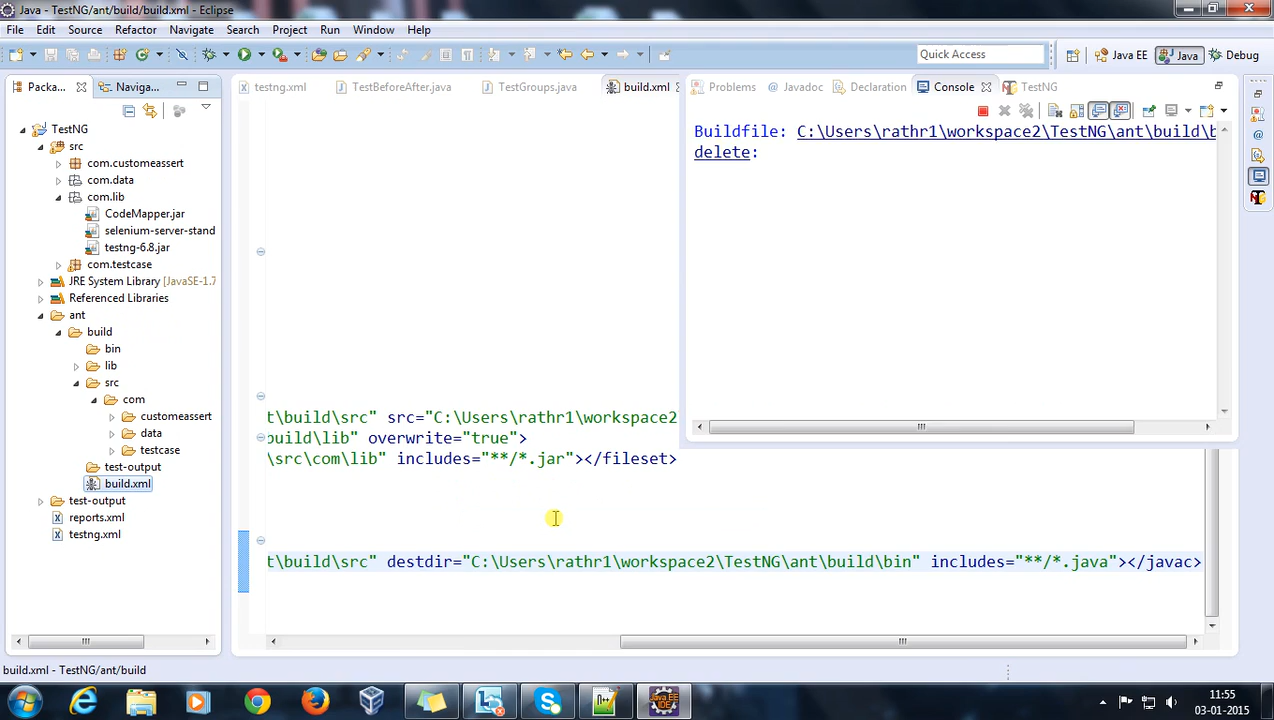 Java - TestNG/ant/build/build.xml - Eclipse
File Edit Source Refactor Navigate Search Project Run Window Help
Quick Access
Java EE
Java
Debug
Packa...
Naviga...
testng.xml
TestBeforeAfter.java
TestGroups.java
build.xml
Problems
Javadoc
Declaration
Console
TestNG
TestNG
src
com.customeassert
com.data
com.lib
CodeMapper.jar
selenium-server-stand
testng-6.8.jar
com.testcase
JRE System Library [JavaSE-1.7
Referenced Libraries
ant
build
bin
lib
src
com
customeassert
data
testcase
test-output
build.xml
test-output
reports.xml
testng.xml
Buildfile: C:\Users\rathr1\workspace2\TestNG\ant\build\b
delete:
t\build\src" src="C:\Users\rathr1\workspace2
build\lib" overwrite="true">
\src\com\lib" includes="**/*.jar"></fileset>
t\build\src" destdir="C:\Users\rathr1\workspace2\TestNG\ant\build\bin" includes="**/*.java"></javac>
build.xml - TestNG/ant/build
11:55
03-01-2015